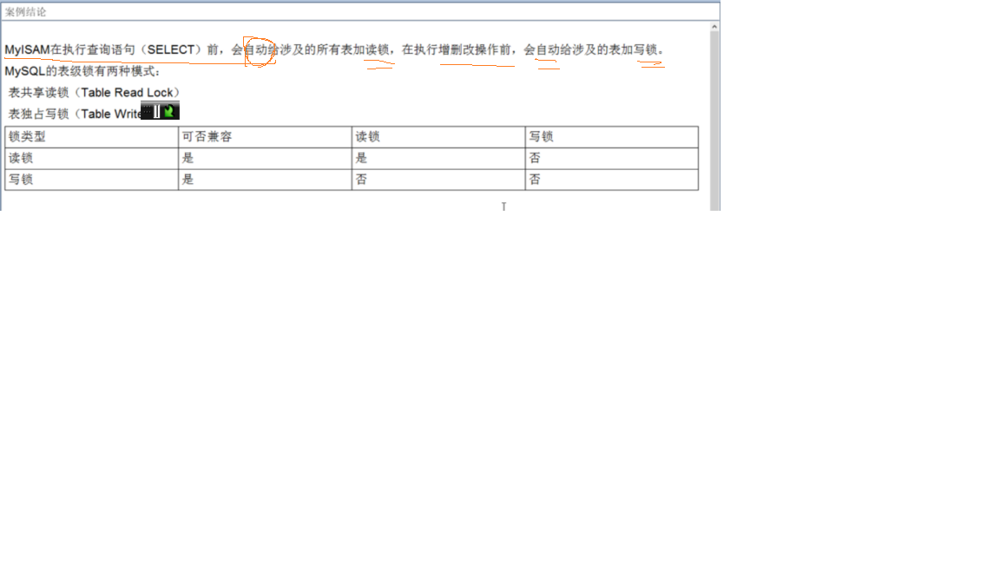 案例结论
MyISAM在执行查询语句（SELECT）前，会自动给涉及的所有表加读锁，在执行增删改操作前，会自动给涉及的表加写锁。
MySQL的表级锁有两种模式：
表共享读锁（Table Read Lock）
表独占写锁（Table Write
锁类型 可否兼容 读锁 写锁
读锁 是 是 否
写锁 是 否 否